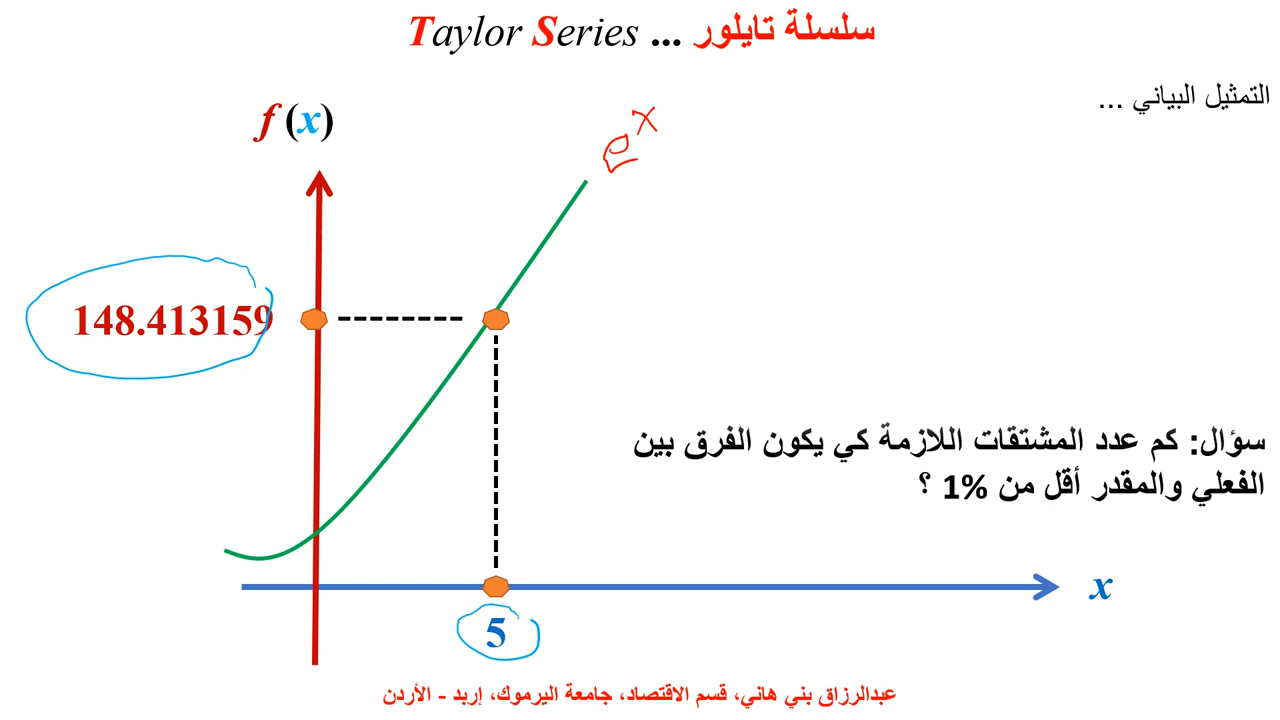 سلسلة تايلور ... Taylor Series
التمثيل البياني ...
f (x)
e^x
148.413159
سؤال: كم عدد المشتقات اللازمة كي يكون الفرق بين
الفعلي والمقدر أقل من 1% ؟
x
5
عبدالرزاق بني هاني، قسم الاقتصاد، جامعة اليرموك، إربد - الأردن